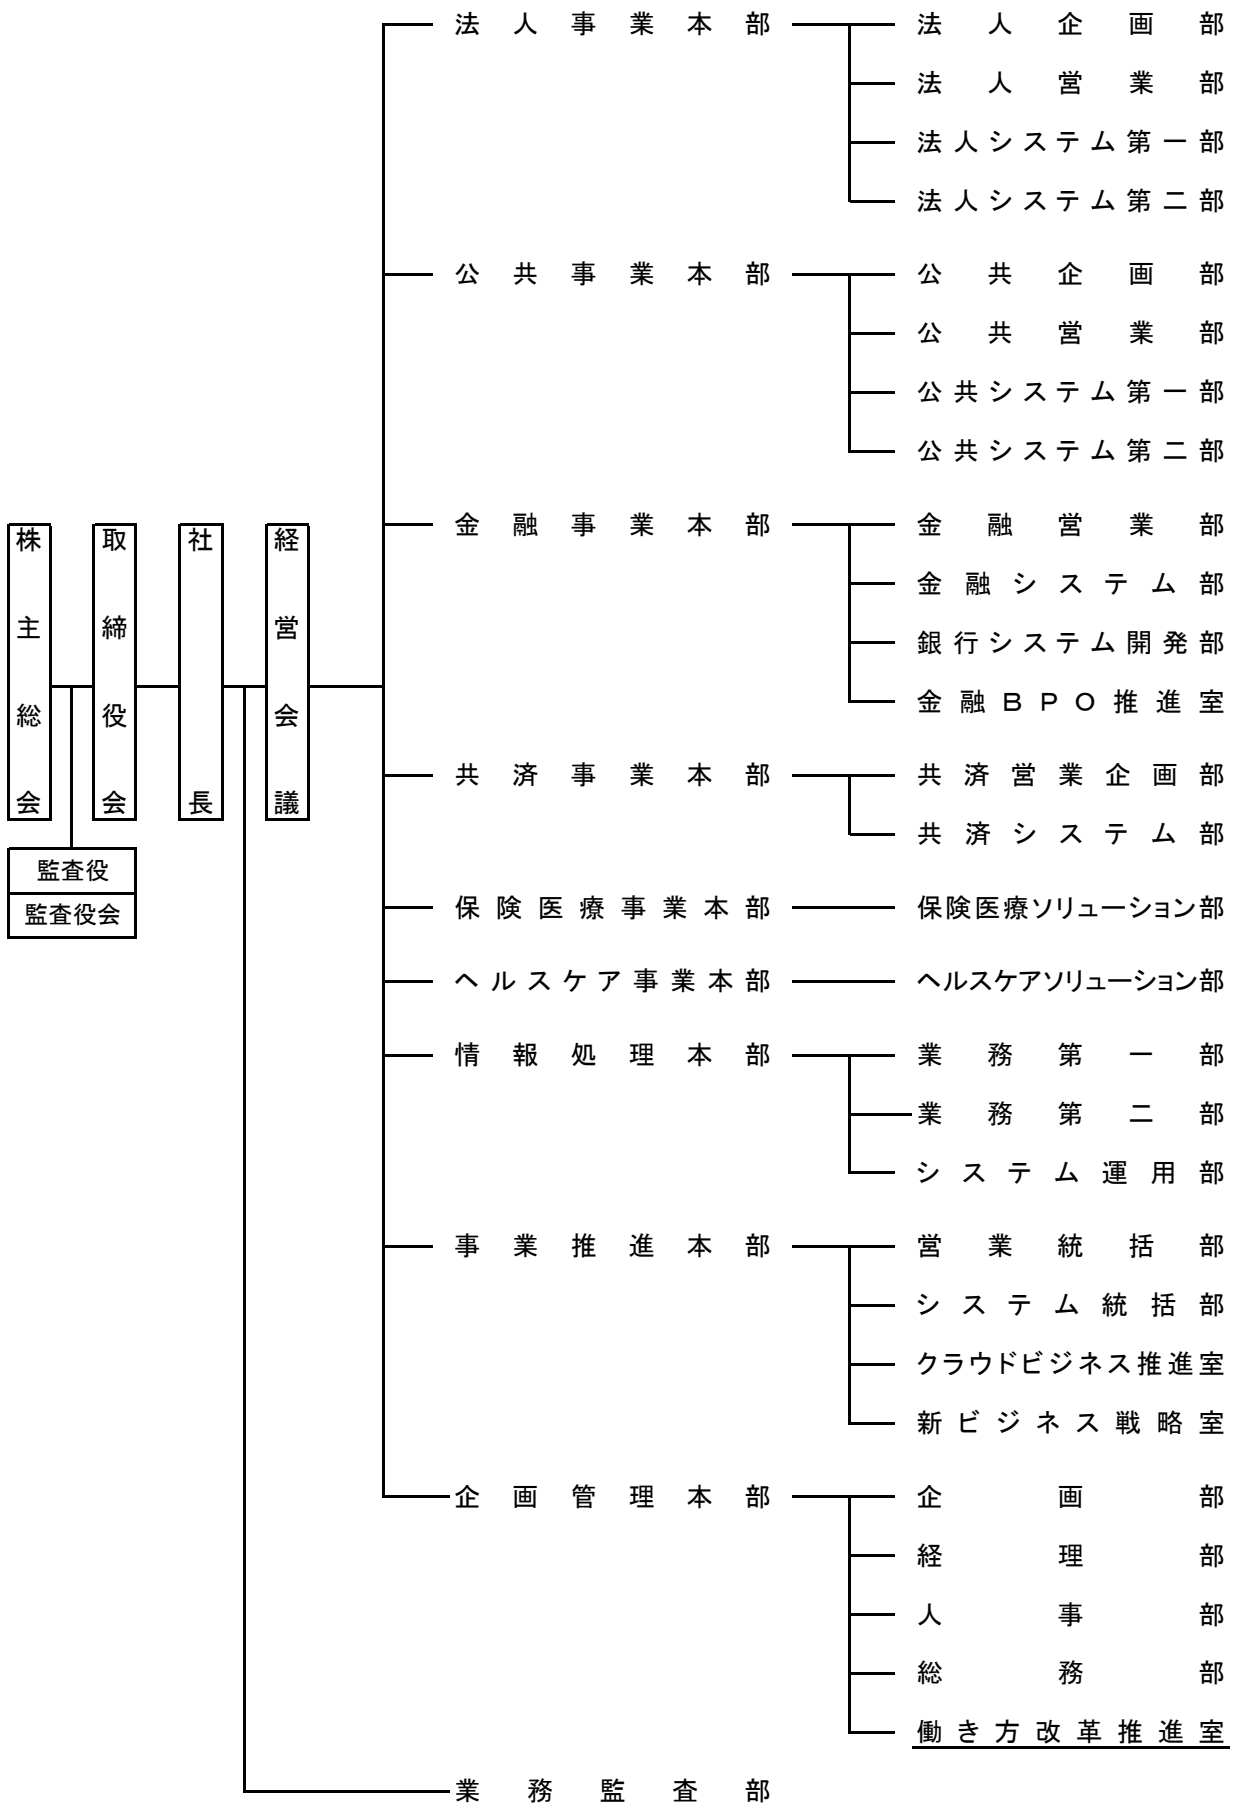 株主総会
取締役会
社長
経営会議
監査役
監査役会
法人事業本部
法人企画部
法人営業部
法人システム第一部
法人システム第二部
公共事業本部
公共企画部
公共営業部
公共システム第一部
公共システム第二部
金融事業本部
金融営業部
金融システム部
銀行システム開発部
金融BPO推進室
共済事業本部
共済営業企画部
共済システム部
保険医療事業本部
保険医療ソリューション部
ヘルスケア事業本部
ヘルスケアソリューション部
情報処理本部
業務第一部
業務第二部
システム運用部
事業推進本部
営業統括部
システム統括部
クラウドビジネス推進室
新ビジネス戦略室
企画管理本部
企画部
経理部
人事部
総務部
働き方改革推進室
業務監査部